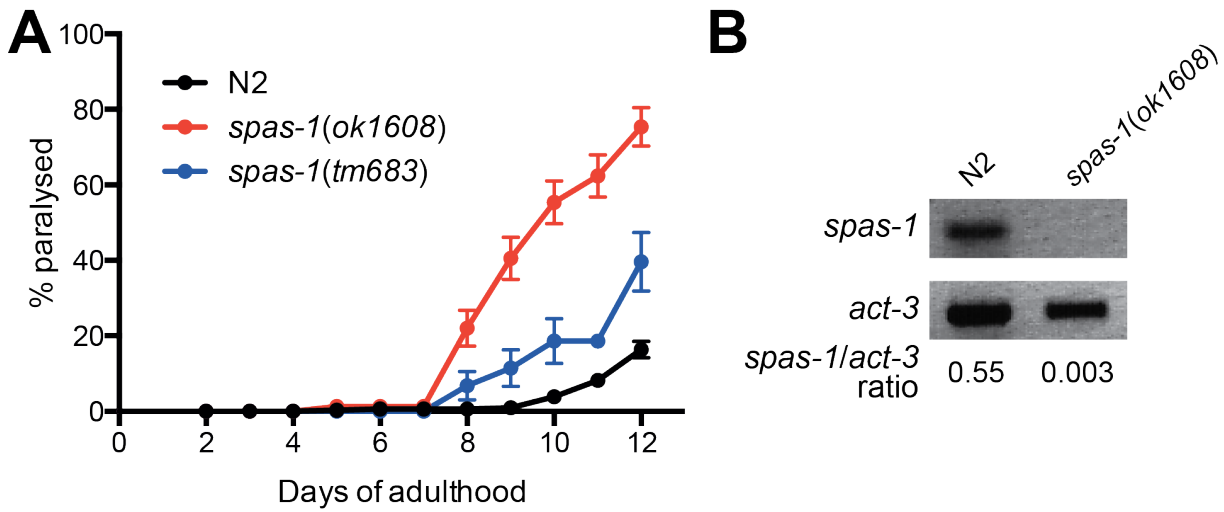 A
100
80
60
40
20
0
% paralysed
N2
spas-1(ok1608)
spas-1(tm683)
0 2 4 6 8 10 12
Days of adulthood
B
N2 spas-1(ok1608)
spas-1
act-3
spas-1/act-3
ratio
0.55 0.003